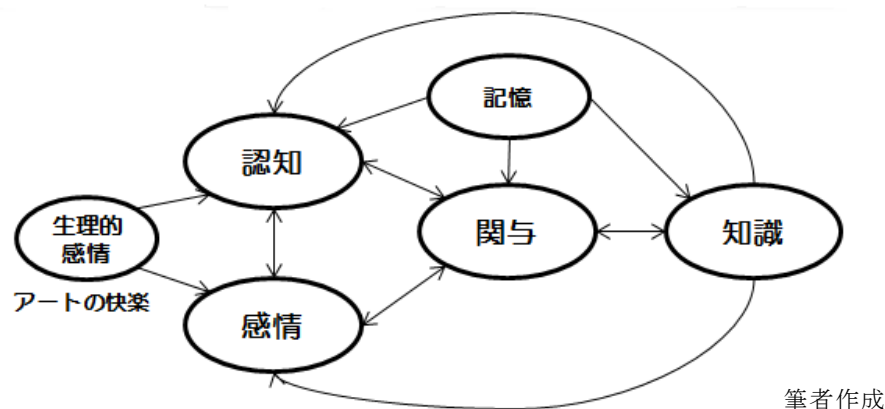 記憶
認知
生理的
感情
関与
知識
アートの快楽
感情
筆者作成